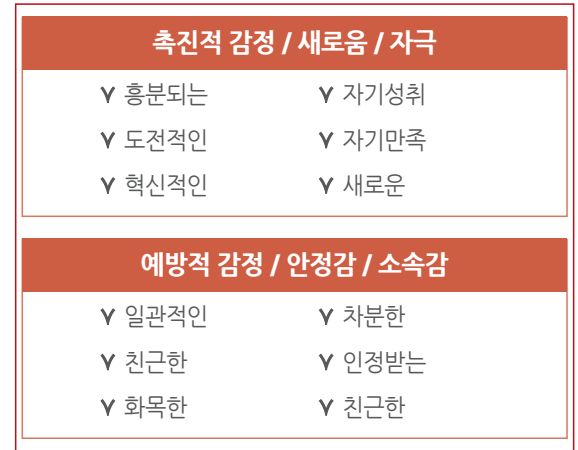 촉진적 감정 / 새로움 / 자극
∨ 흥분되는 ∨ 자기성취
∨ 도전적인 ∨ 자기만족
∨ 혁신적인 ∨ 새로운
예방적 감정 / 안정감 / 소속감
∨ 일관적인 ∨ 차분한
∨ 친근한 ∨ 인정받는
∨ 화목한 ∨ 친근한